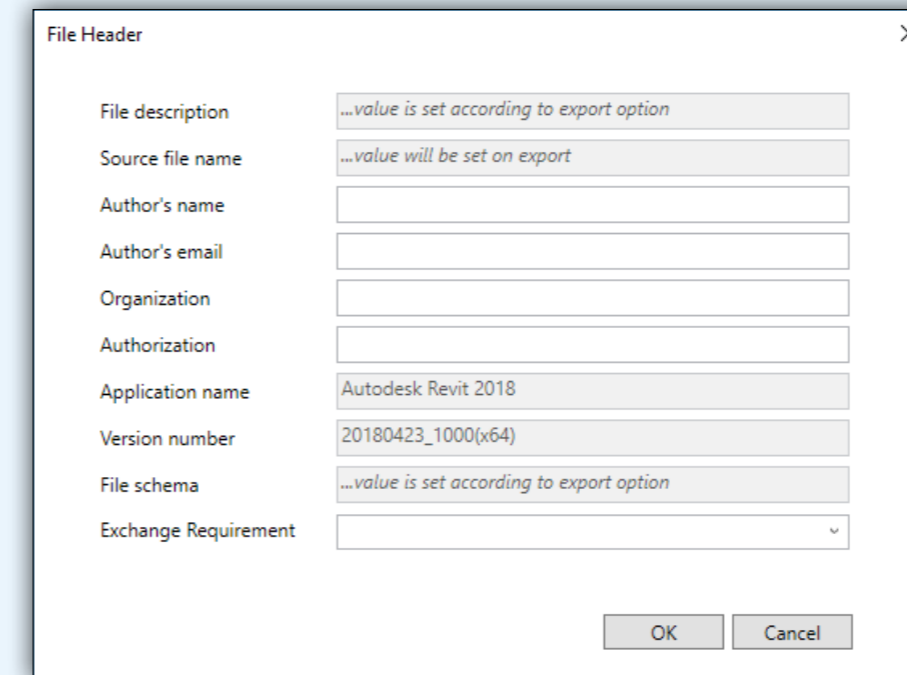 File Header
File description ...value is set according to export option
Source file name ...value will be set on export
Author's name
Author's email
Organization
Authorization
Application name Autodesk Revit 2018
Version number 20180423_1000(x64)
File schema ...value is set according to export option
Exchange Requirement
OK Cancel